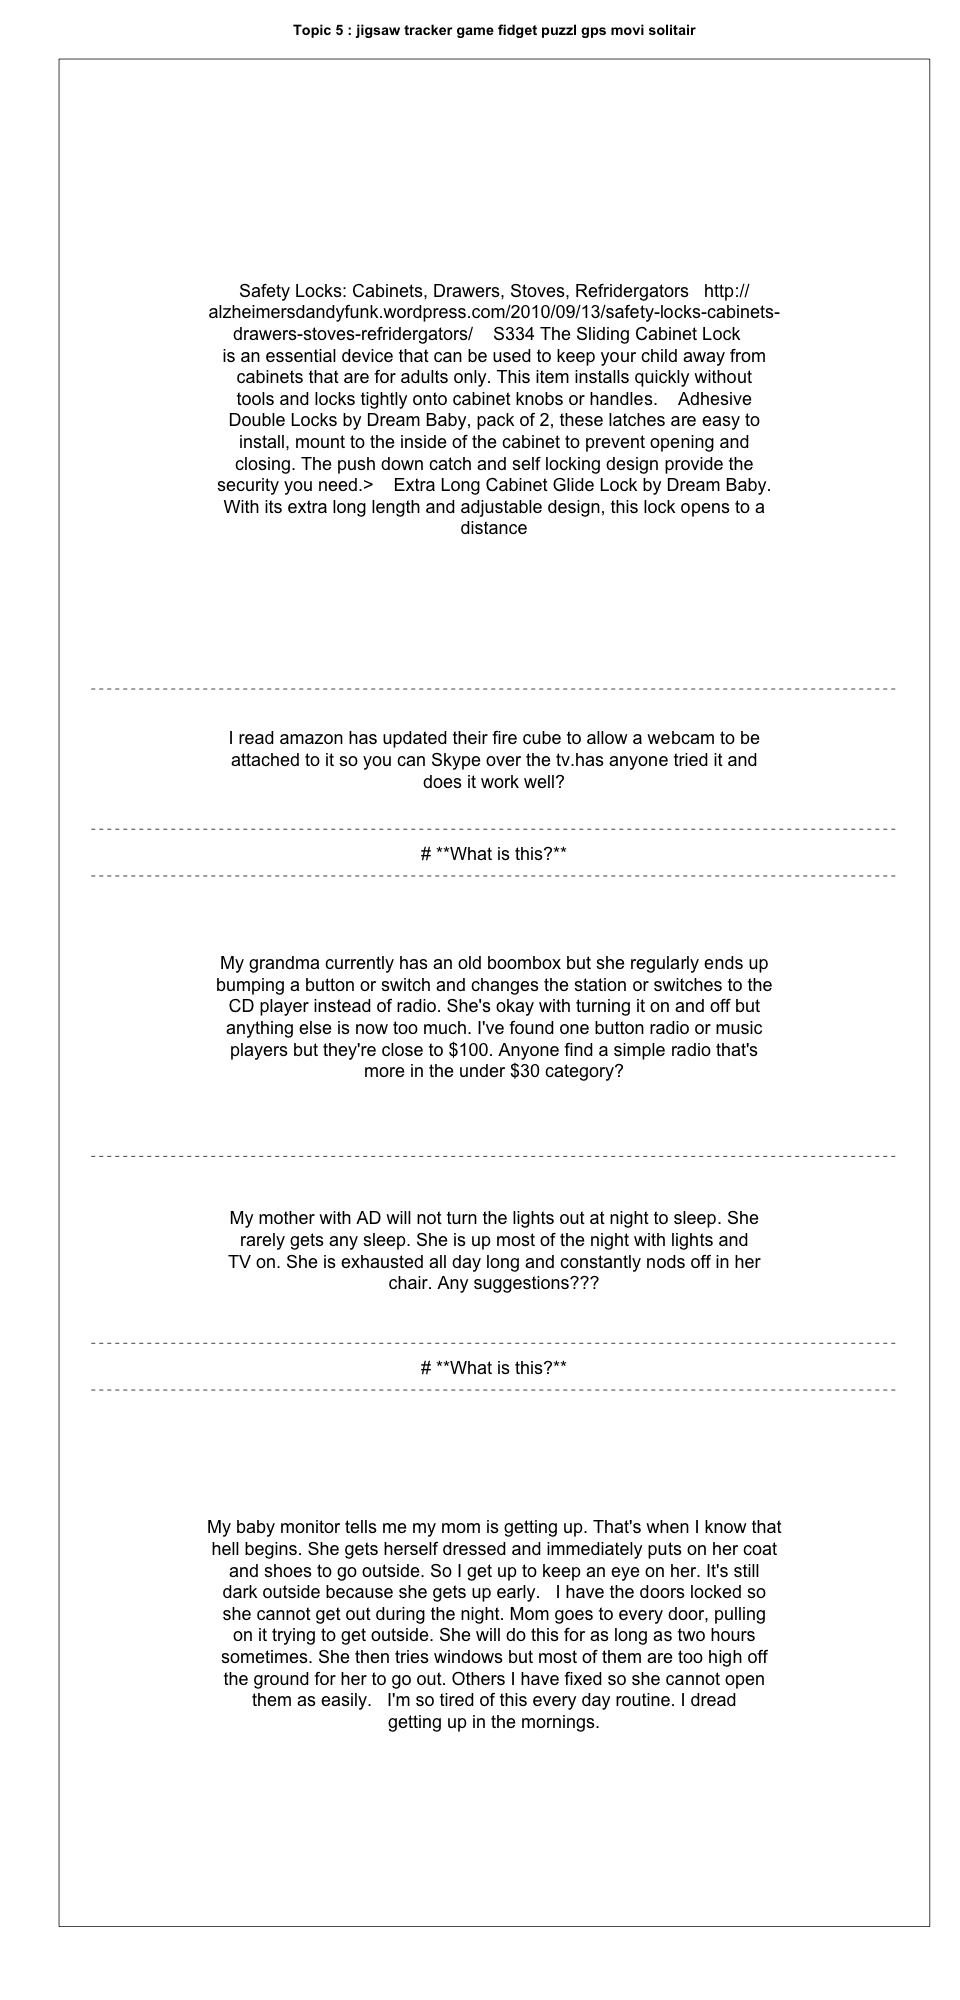 Topic 5 : jigsaw tracker game fidget puzzl gps movi solitair
Safety Locks: Cabinets, Drawers, Stoves, Refridergators http://
alzheimersdandyfunk.wordpress.com/2010/09/13/safety-locks-cabinets-
drawers-stoves-refridergators/ S334 The Sliding Cabinet Lock
is an essential device that can be used to keep your child away from
cabinets that are for adults only. This item installs quickly without
tools and locks tightly onto cabinet knobs or handles. Adhesive
Double Locks by Dream Baby, pack of 2, these latches are easy to
install, mount to the inside of the cabinet to prevent opening and
closing. The push down catch and self locking design provide the
security you need.> Extra Long Cabinet Glide Lock by Dream Baby.
With its extra long length and adjustable design, this lock opens to a
distance
I read amazon has updated their fire cube to allow a webcam to be
attached to it so you can Skype over the tv.has anyone tried it and
does it work well?
# **What is this?**
My grandma currently has an old boombox but she regularly ends up
bumping a button or switch and changes the station or switches to the
CD player instead of radio. She's okay with turning it on and off but
anything else is now too much. I've found one button radio or music
players but they're close to $100. Anyone find a simple radio that's
more in the under $30 category?
My mother with AD will not turn the lights out at night to sleep. She
rarely gets any sleep. She is up most of the night with lights and
TV on. She is exhausted all day long and constantly nods off in her
chair. Any suggestions???
# **What is this?**
My baby monitor tells me my mom is getting up. That's when I know that
hell begins. She gets herself dressed and immediately puts on her coat
and shoes to go outside. So I get up to keep an eye on her. It's still
dark outside because she gets up early. I have the doors locked so
she cannot get out during the night. Mom goes to every door, pulling
on it trying to get outside. She will do this for as long as two hours
sometimes. She then tries windows but most of them are too high off
the ground for her to go out. Others I have fixed so she cannot open
them as easily. I'm so tired of this every day routine. I dread
getting up in the mornings.